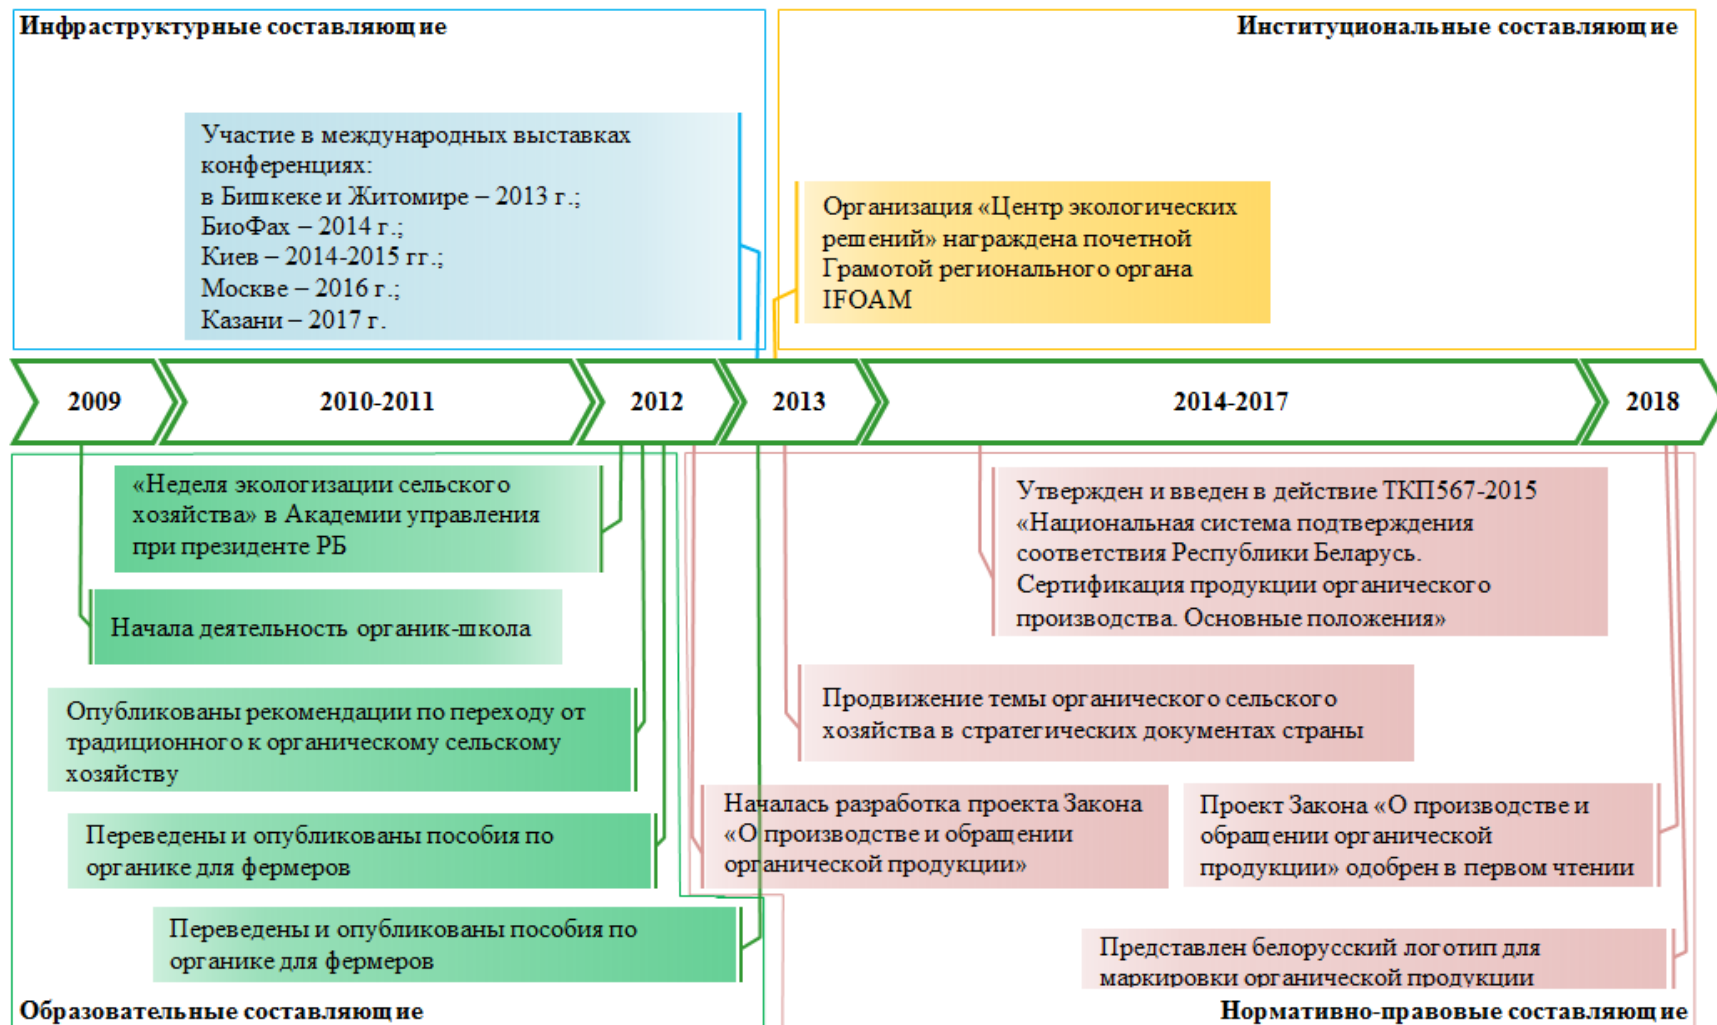 Инфраструктурные составляющие
Институциональные составляющие
Участие в международных выставках
конференциях:
в Бишкеке и Житомире – 2013 г.;
БиоФах – 2014 г.;
Киев – 2014-2015 гг.;
Москве – 2016 г.;
Казани – 2017 г.
Организация «Центр экологических
решений» награждена почетной
Грамотой регионального органа
IFOAM
2009
2010-2011
2012
2013
2014-2017
2018
«Неделя экологизации сельского
хозяйства» в Академии управления
при президенте РБ
Начала деятельность органик-школа
Опубликованы рекомендации по переходу от
традиционного к органическому сельскому
хозяйству
Переведены и опубликованы пособия по
органике для фермеров
Переведены и опубликованы пособия по
органике для фермеров
Образовательные составляющие
Утвержден и введен в действие ТКП567-2015
«Национальная система подтверждения
соответствия Республики Беларусь.
Сертификация продукции органического
производства. Основные положения»
Продвижение темы органического сельского
хозяйства в стратегических документах страны
Началась разработка проекта Закона
«О производстве и обращении
органической продукции»
Проект Закона «О производстве и
обращении органической
продукции» одобрен в первом чтении
Представлен белорусский логотип для
маркировки органической продукции
Нормативно-правовые составляющие